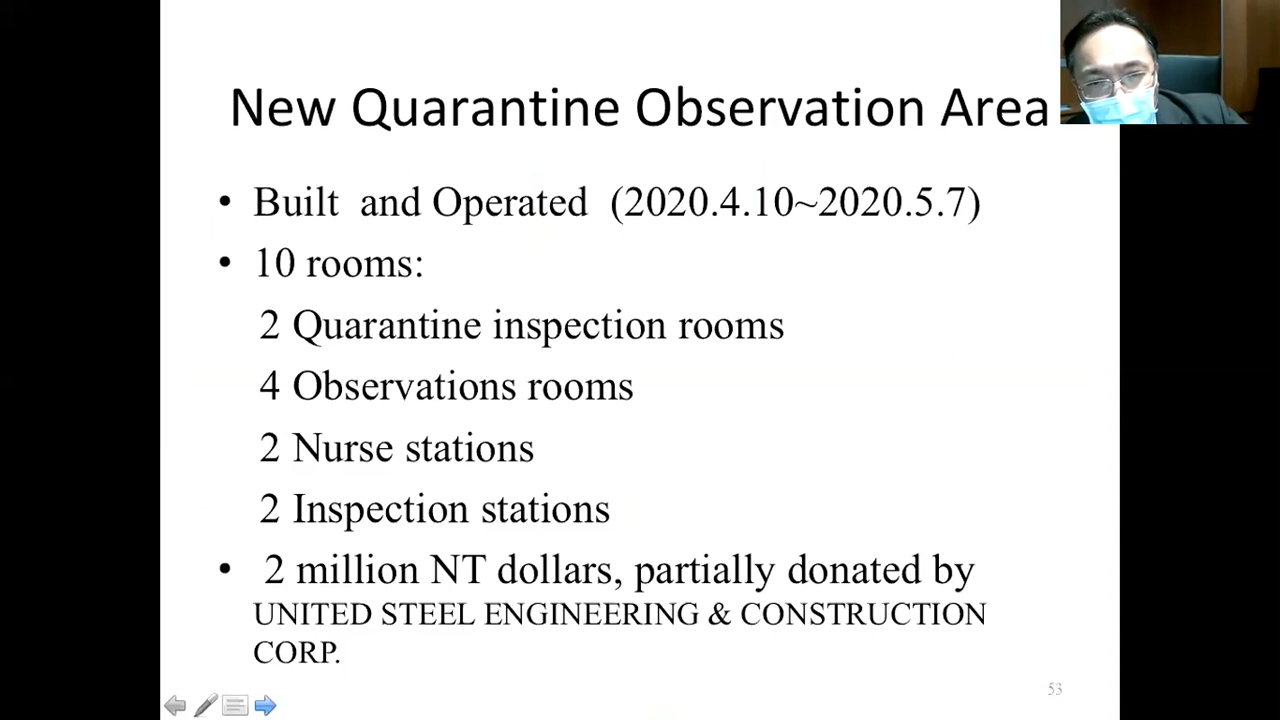 New Quarantine Observation Area
• Built and Operated (2020.4.10~2020.5.7)
• 10 rooms:
2 Quarantine inspection rooms
4 Observations rooms
2 Nurse stations
2 Inspection stations
• 2 million NT dollars, partially donated by
UNITED STEEL ENGINEERING & CONSTRUCTION
CORP.
53